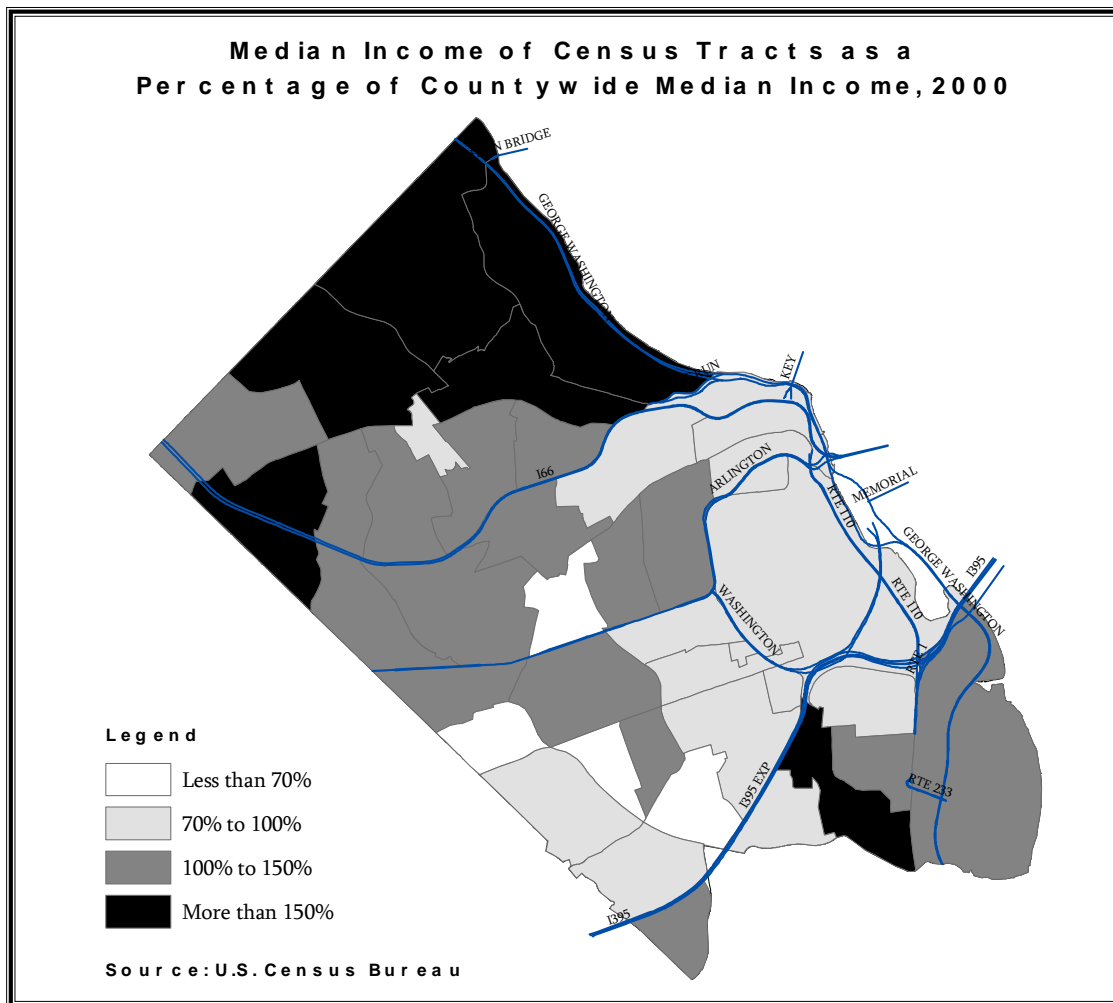 Median Income of Census Tracts as a
Percentage of Countywide Median Income, 2000
BRIDGE
GEORGE WASHINGTON
KEY
I66
ARLINGTON
RTE 110
MEMORIAL
GEORGE WASHINGTON
I395
RTE 110
WASHINGTON
RTE 1
I395 EXP
RTE 233
I395
Legend
Less than 70%
70% to 100%
100% to 150%
More than 150%
Source: U.S. Census Bureau